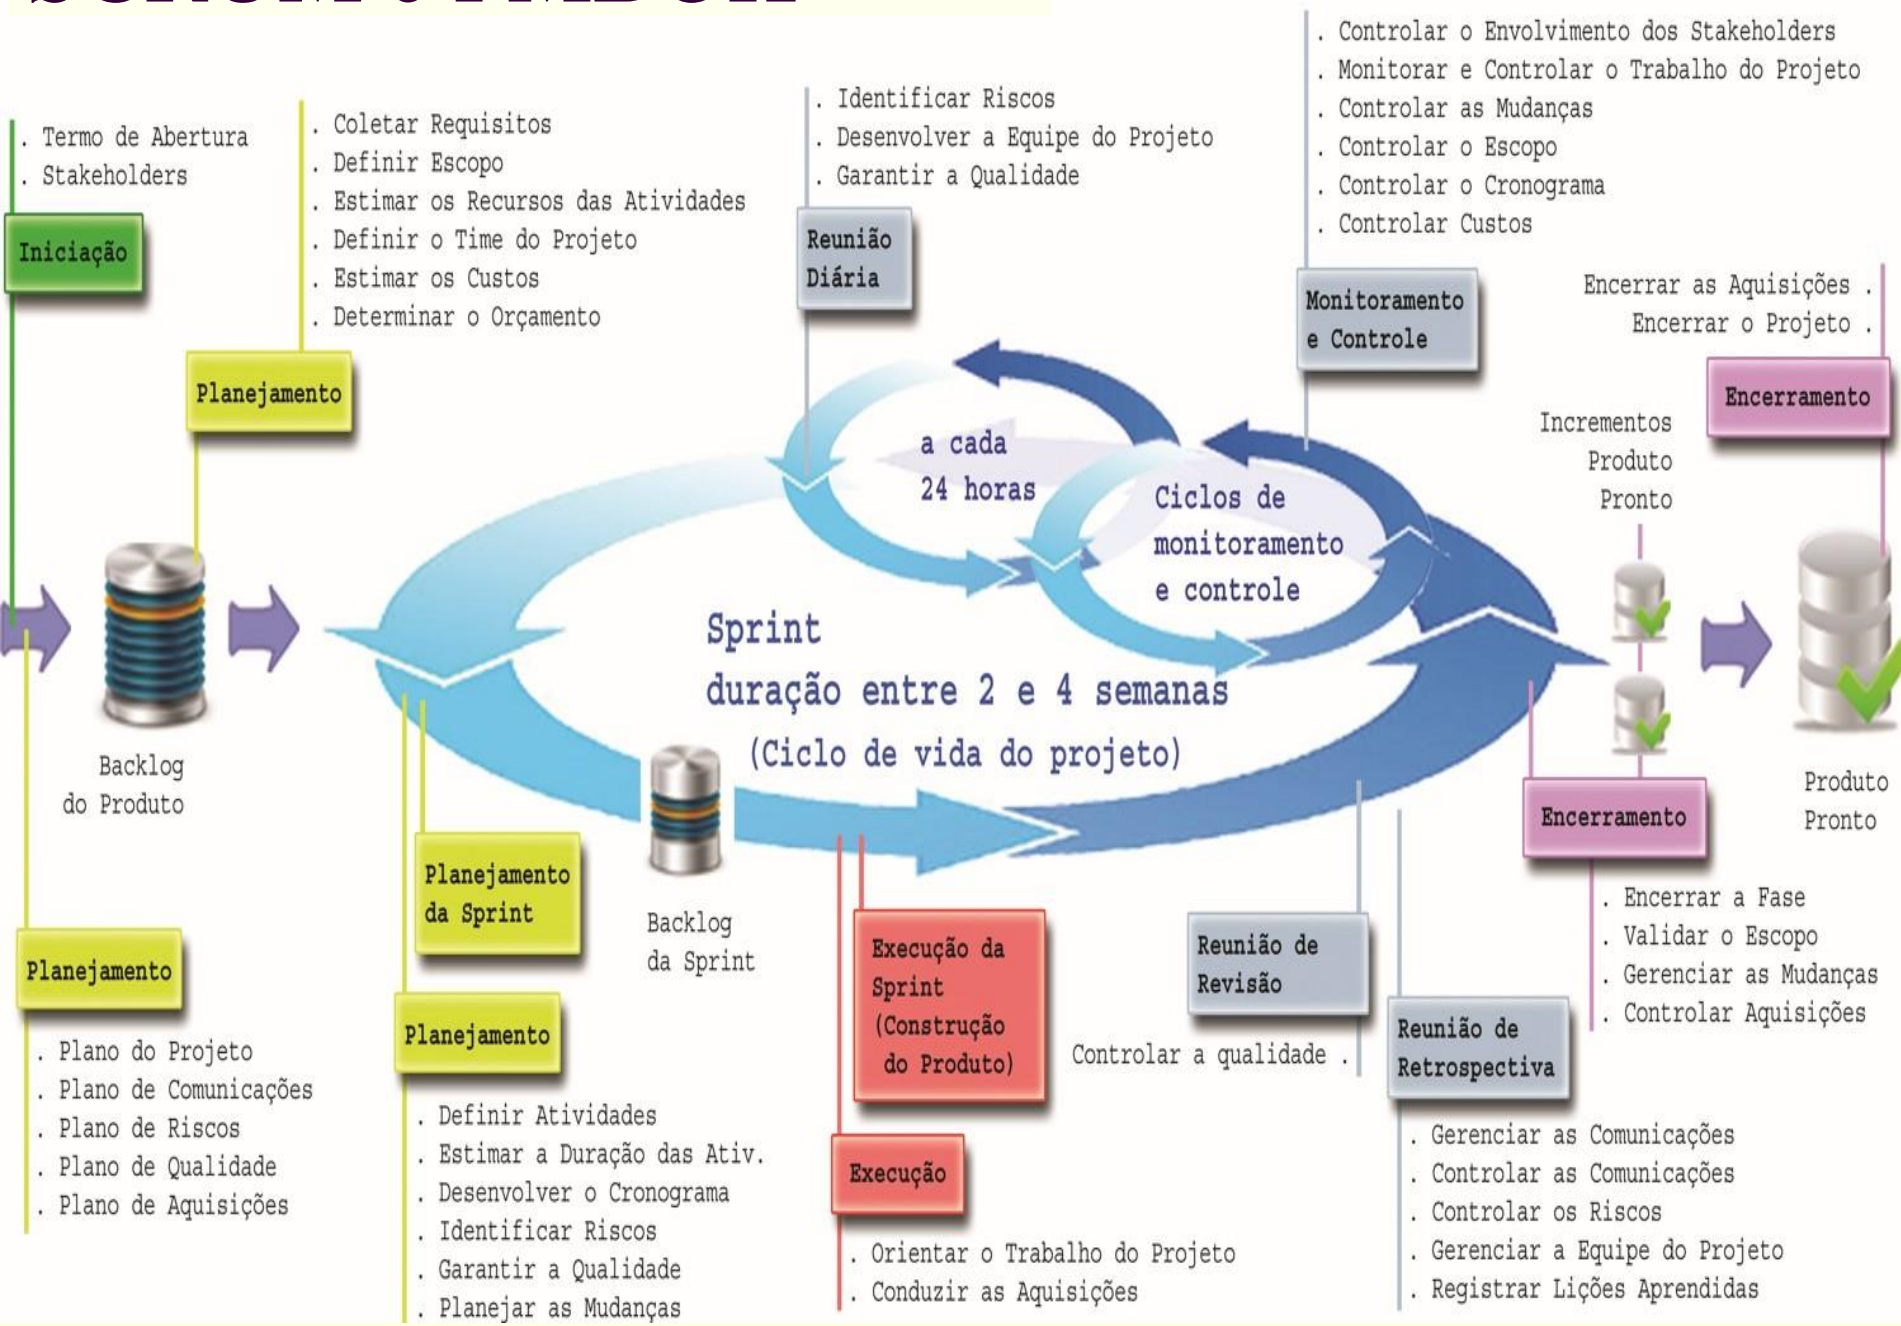 . Termo de Abertura
. Stakeholders
Iniciação
. Coletar Requisitos
. Definir Escopo
. Estimar os Recursos das Atividades
. Definir o Time do Projeto
. Estimar os Custos
. Determinar o Orçamento
Planejamento
. Identificar Riscos
. Desenvolver a Equipe do Projeto
. Garantir a Qualidade
Reunião
Diária
. Controlar o Envolvimento dos Stakeholders
. Monitorar e Controlar o Trabalho do Projeto
. Controlar as Mudanças
. Controlar o Escopo
. Controlar o Cronograma
. Controlar Custos
Monitoramento
e Controle
Encerrar as Aquisições .
Encerrar o Projeto .
Encerramento
Incrementos
Produto
Pronto
a cada
24 horas
Ciclos de
monitoramento
e controle
Sprint
duração entre 2 e 4 semanas
(Ciclo de vida do projeto)
Backlog
do Produto
Produto
Pronto
Planejamento
. Plano do Projeto
. Plano de Comunicações
. Plano de Riscos
. Plano de Qualidade
. Plano de Aquisições
Planejamento
da Sprint
Backlog
da Sprint
Planejamento
. Definir Atividades
. Estimar a Duração das Ativ.
. Desenvolver o Cronograma
. Identificar Riscos
. Garantir a Qualidade
. Planejar as Mudanças
Execução da
Sprint
(Construção
do Produto)
Execução
. Orientar o Trabalho do Projeto
. Conduzir as Aquisições
Reunião de
Revisão
Controlar a qualidade .
Reunião de
Retrospectiva
. Gerenciar as Comunicações
. Controlar as Comunicações
. Controlar os Riscos
. Gerenciar a Equipe do Projeto
. Registrar Lições Aprendidas
Encerramento
. Encerrar a Fase
. Validar o Escopo
. Gerenciar as Mudanças
. Controlar Aquisições